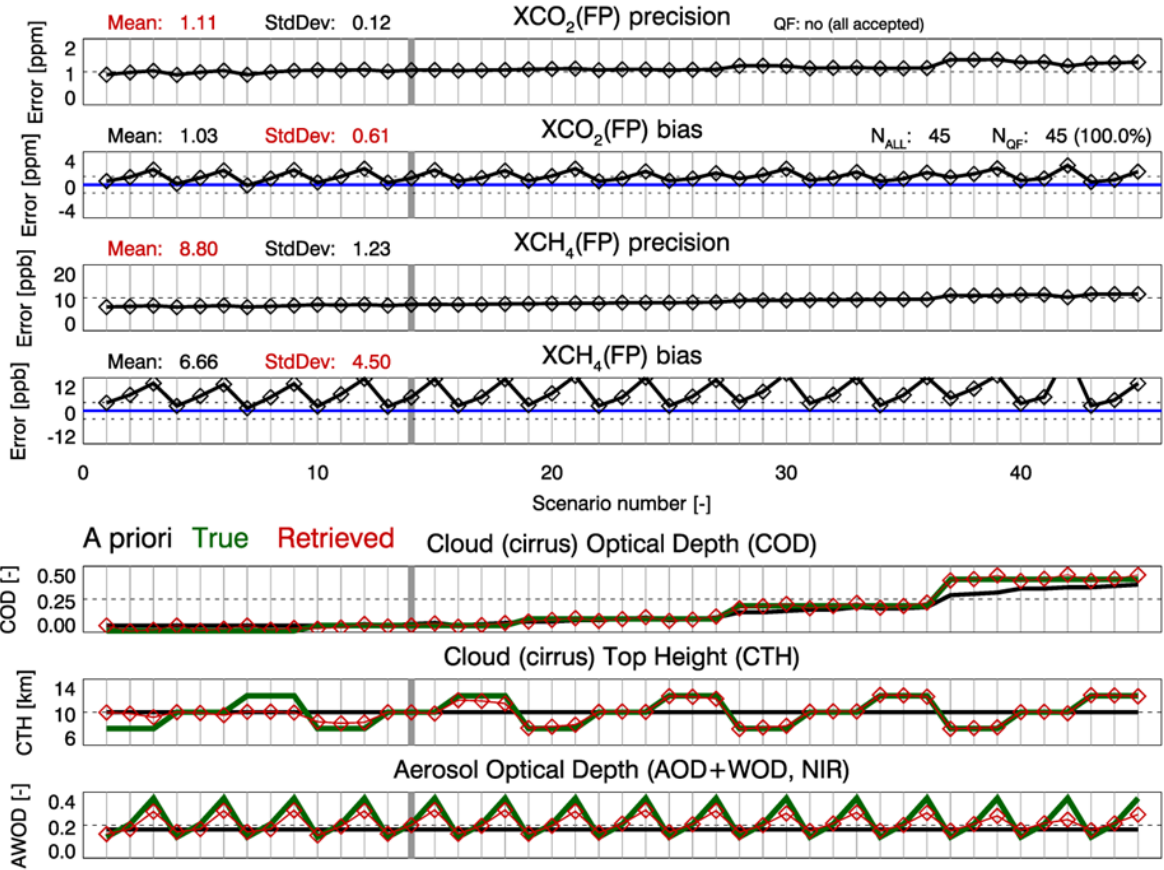 Mean: 1.11 StdDev: 0.12 XCO2(FP) precision QF: no (all accepted)
Error [ppm]
2
1
0
Mean: 1.03 StdDev: 0.61 XCO2(FP) bias NALL: 45 NQF: 45 (100.0%)
Error [ppm]
4
0
-4
Mean: 8.80 StdDev: 1.23 XCH4(FP) precision
Error [ppb]
20
10
0
Mean: 6.66 StdDev: 4.50 XCH4(FP) bias
Error [ppb]
12
0
-12
0 10 20 30 40
Scenario number [-]
A priori True Retrieved Cloud (cirrus) Optical Depth (COD)
COD [-]
0.50
0.25
0.00
Cloud (cirrus) Top Height (CTH)
CTH [km]
14
10
6
Aerosol Optical Depth (AOD+WOD, NIR)
AWOD [-]
0.4
0.2
0.0